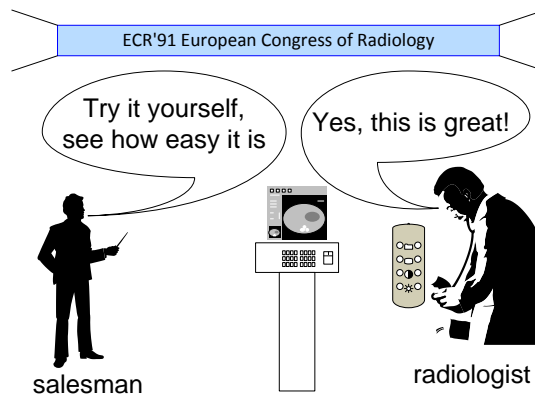 ECR'91 European Congress of Radiology
Try it yourself,
see how easy it is
Yes, this is great!
salesman
radiologist